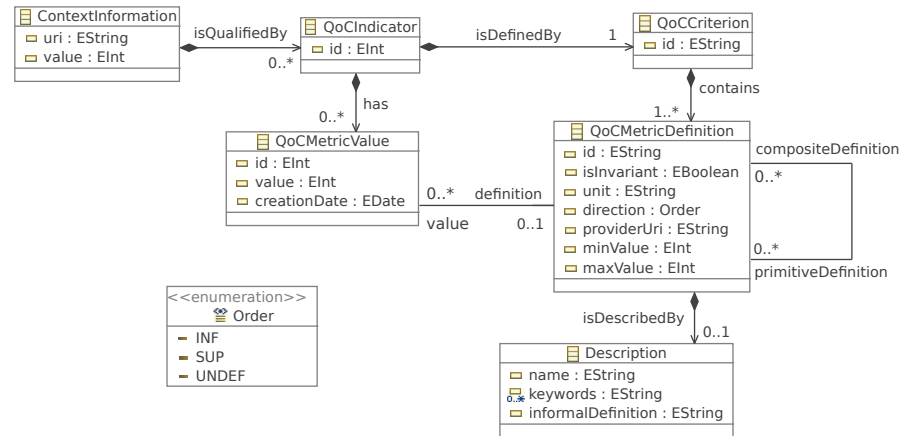 ContextInformation
uri : EString
value : EInt
isQualifiedBy
0..*
QoCIndicator
id : EInt
isDefinedBy
1
QoCCriterion
id : EString
has
0..*
contains
1..*
QoCMetricValue
id : EInt
value : EInt
creationDate : EDate
0..*
definition
value
0..1
QoCMetricDefinition
id : EString
isInvariant : EBoolean
unit : EString
direction : Order
providerUri : EString
minValue : EInt
maxValue : EInt
compositeDefinition
0..*
0..*
primitiveDefinition
<<enumeration>>
Order
INF
SUP
UNDEF
isDescribedBy
0..1
Description
name : EString
keywords : EString
0..*
informalDefinition : EString